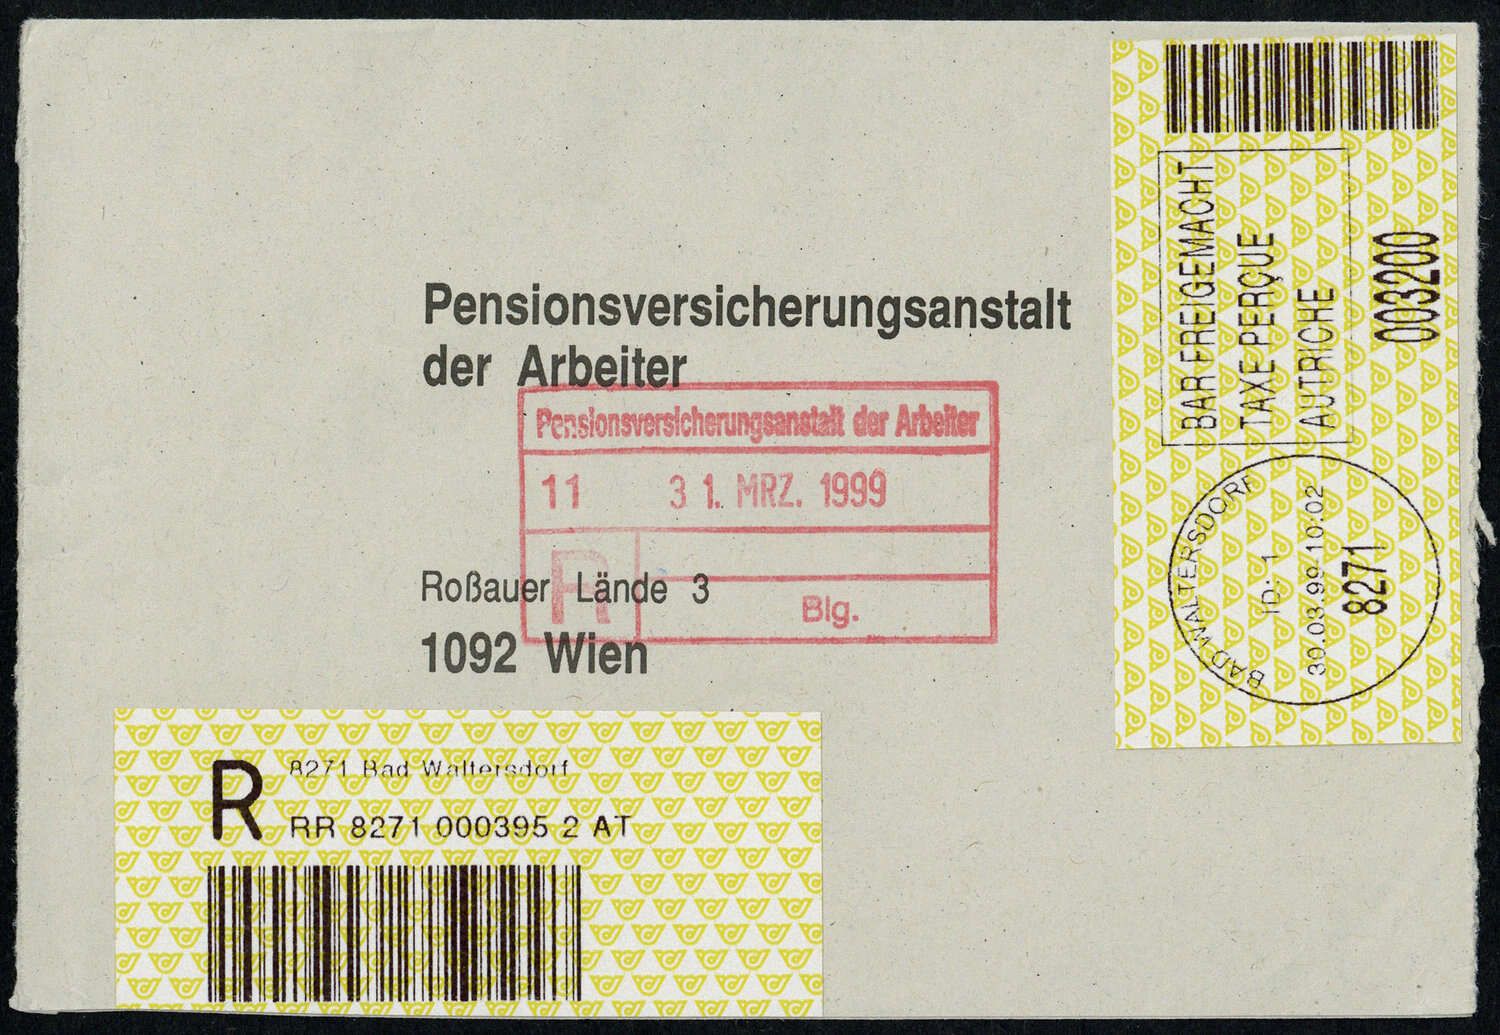 Pensionsversicherungsanstalt
der Arbeiter
Pensionsversicherungsanstalt der Arbeiter
11 31. MRZ. 1999
R
Blg.
Roßauer Lände 3
1092 Wien
R 8271 Bad Waltersdorf
RR 8271 000395 2 AT
BAR FREIGEMACHT
TAXE PERÇUE
AUTRICHE
003200
BAD WALTERSDORF
ID: 1
30.03.99 10:02
8271